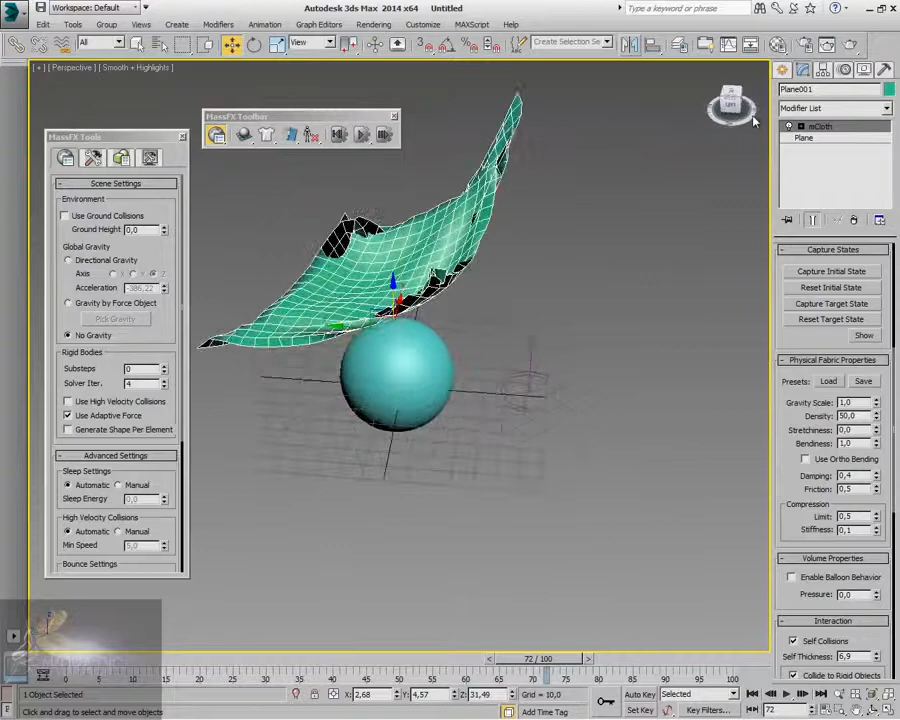 Workspace: Default
Autodesk 3ds Max 2014 x64 Untitled
Type a keyword or phrase
Edit Tools Group Views Create Modifiers Animation Graph Editors Rendering Customize MAXScript Help
All
View
Create Selection Se
[ + ] [ Perspective ] [ Smooth + Highlights ]
MassFX Toolbar
MassFX Tools
Scene Settings
Environment
Use Ground Collisions
Ground Height: 0,0
Global Gravity
Directional Gravity
Axis X Y Z
Acceleration -386,22
Gravity by Force Object
Pick Gravity
No Gravity
Rigid Bodies
Substeps 0
Solver Iter. 4
Use High Velocity Collisions
Use Adaptive Force
Generate Shape Per Element
Advanced Settings
Sleep Settings
Automatic Manual
Sleep Energy 0,0
High Velocity Collisions
Automatic Manual
Min Speed 5,0
Bounce Settings
Plane001
Modifier List
mCloth
Plane
Capture States
Capture Initial State
Reset Initial State
Capture Target State
Reset Target State
Show
Physical Fabric Properties
Presets: Load Save
Gravity Scale: 1,0
Density: 50,0
Stretchiness: 0,0
Bendiness: 1,0
Use Ortho Bending
Damping: 0,4
Friction: 0,5
Compression
Limit: 0,5
Stiffness: 0,1
Volume Properties
Enable Balloon Behavior
Pressure: 0,0
Interaction
Self Collisions
Self Thickness: 6,9
Collide to Rigid Objects
72 / 100
0 5 10 15 20 25 30 35 40 45 50 55 60 65 70 75 80 85 90 95 100
1 Object Selected
X: 2,68 Y: 4,57 Z: 31,49 Grid = 10,0
Auto Key Selected
Click and drag to select and move objects
Add Time Tag
Set Key Key Filters...
72